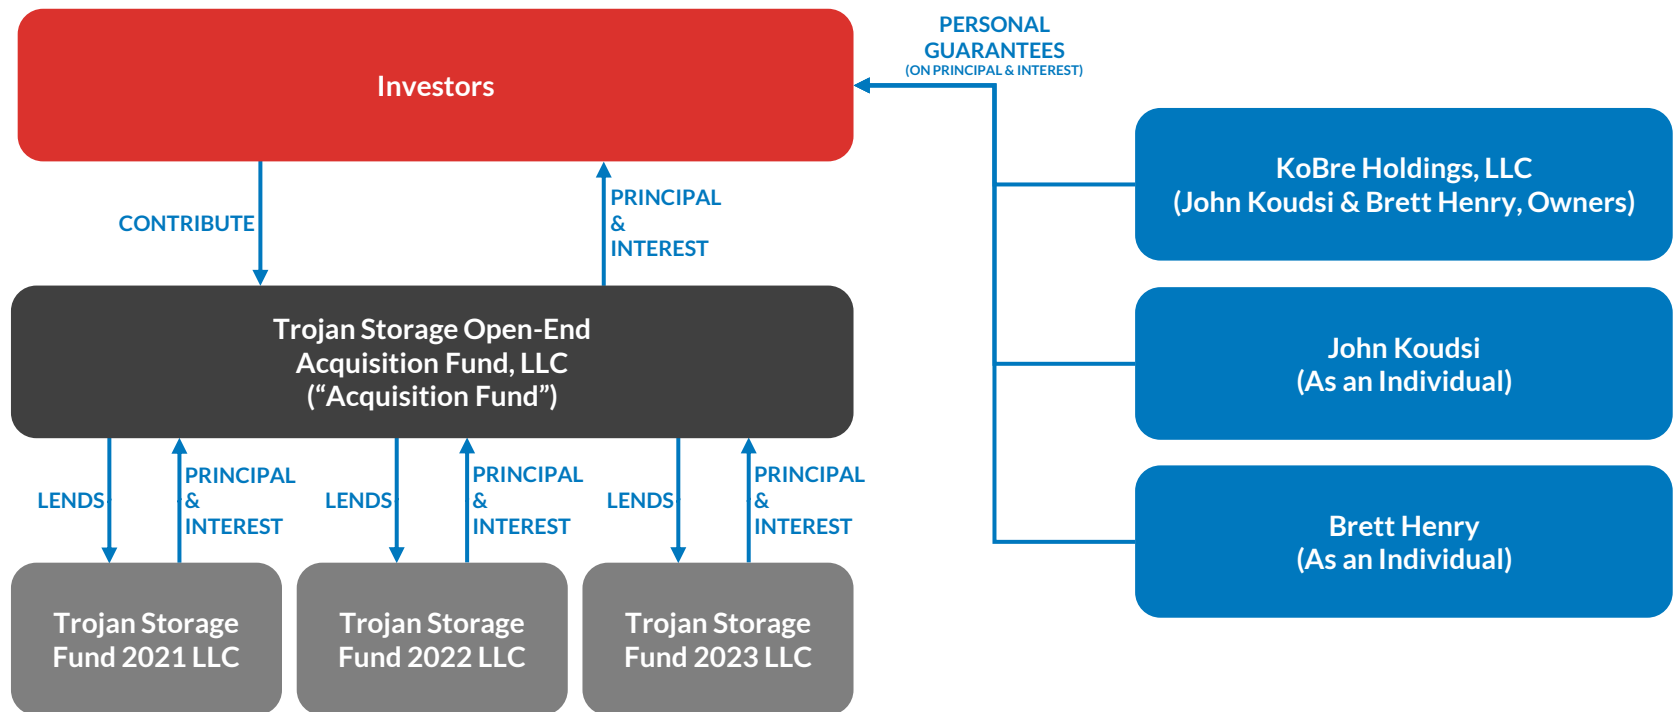 PERSONAL
GUARANTEES
(ON PRINCIPAL & INTEREST)
Investors
KoBre Holdings, LLC
(John Koudsi & Brett Henry, Owners)
CONTRIBUTE
PRINCIPAL
&
INTEREST
Trojan Storage Open-End
Acquisition Fund, LLC
(“Acquisition Fund”)
John Koudsi
(As an Individual)
LENDS
PRINCIPAL
&
INTEREST
LENDS
PRINCIPAL
&
INTEREST
LENDS
PRINCIPAL
&
INTEREST
Brett Henry
(As an Individual)
Trojan Storage
Fund 2021 LLC
Trojan Storage
Fund 2022 LLC
Trojan Storage
Fund 2023 LLC